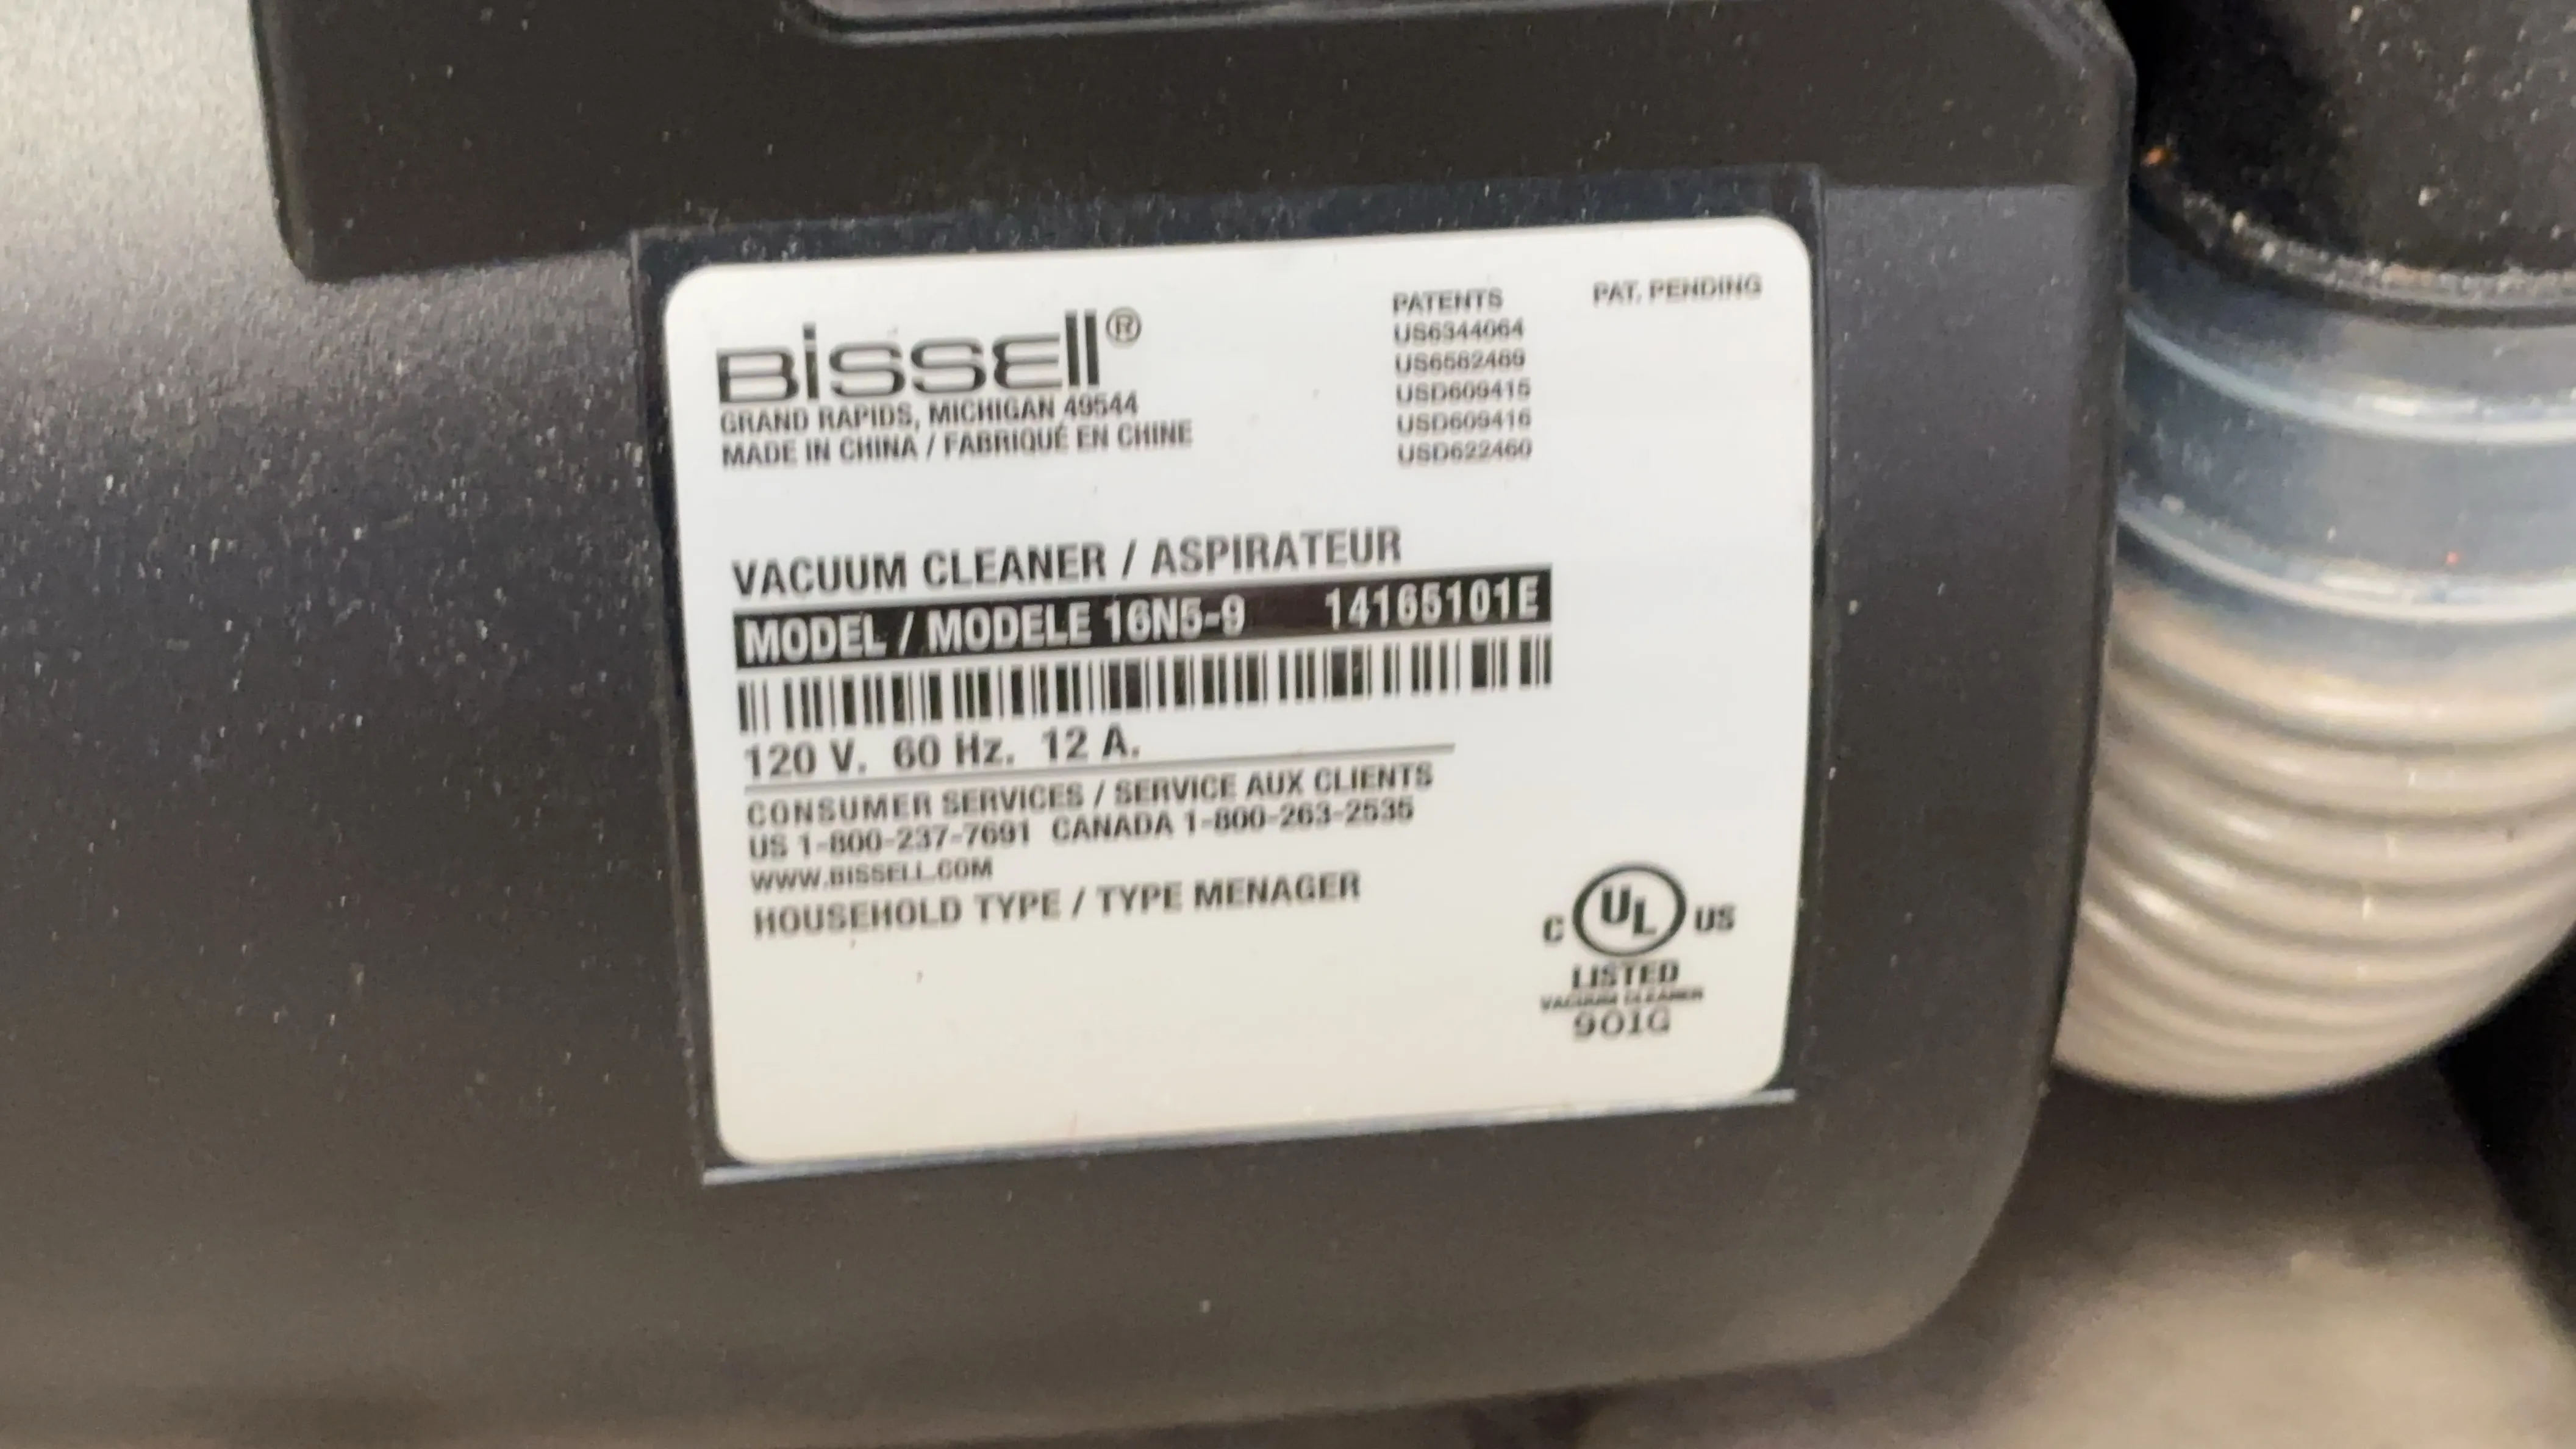 BISSELL®
GRAND RAPIDS, MICHIGAN 49544
MADE IN CHINA / FABRIQUÉ EN CHINE
PATENTS
US6344064
US6582489
USD609415
USD609416
USD622460
PAT. PENDING
VACUUM CLEANER / ASPIRATEUR
MODEL / MODELE 16N5-9 14165101E
120 V. 60 Hz. 12 A.
CONSUMER SERVICES / SERVICE AUX CLIENTS
US 1-800-237-7691 CANADA 1-800-263-2535
WWW.BISSELL.COM
HOUSEHOLD TYPE / TYPE MENAGER
C UL US
LISTED
VACUUM CLEANER
901G